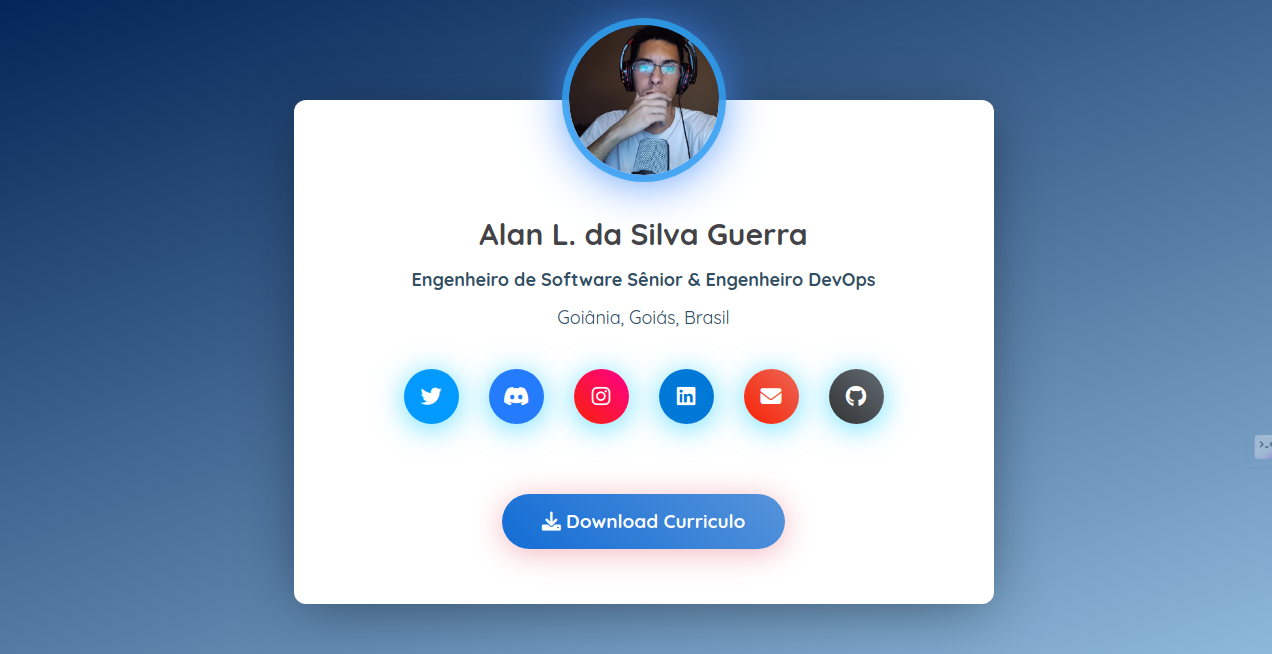 Alan L. da Silva Guerra
Engenheiro de Software Sênior & Engenheiro DevOps
Goiânia, Goiás, Brasil
Download Curriculo